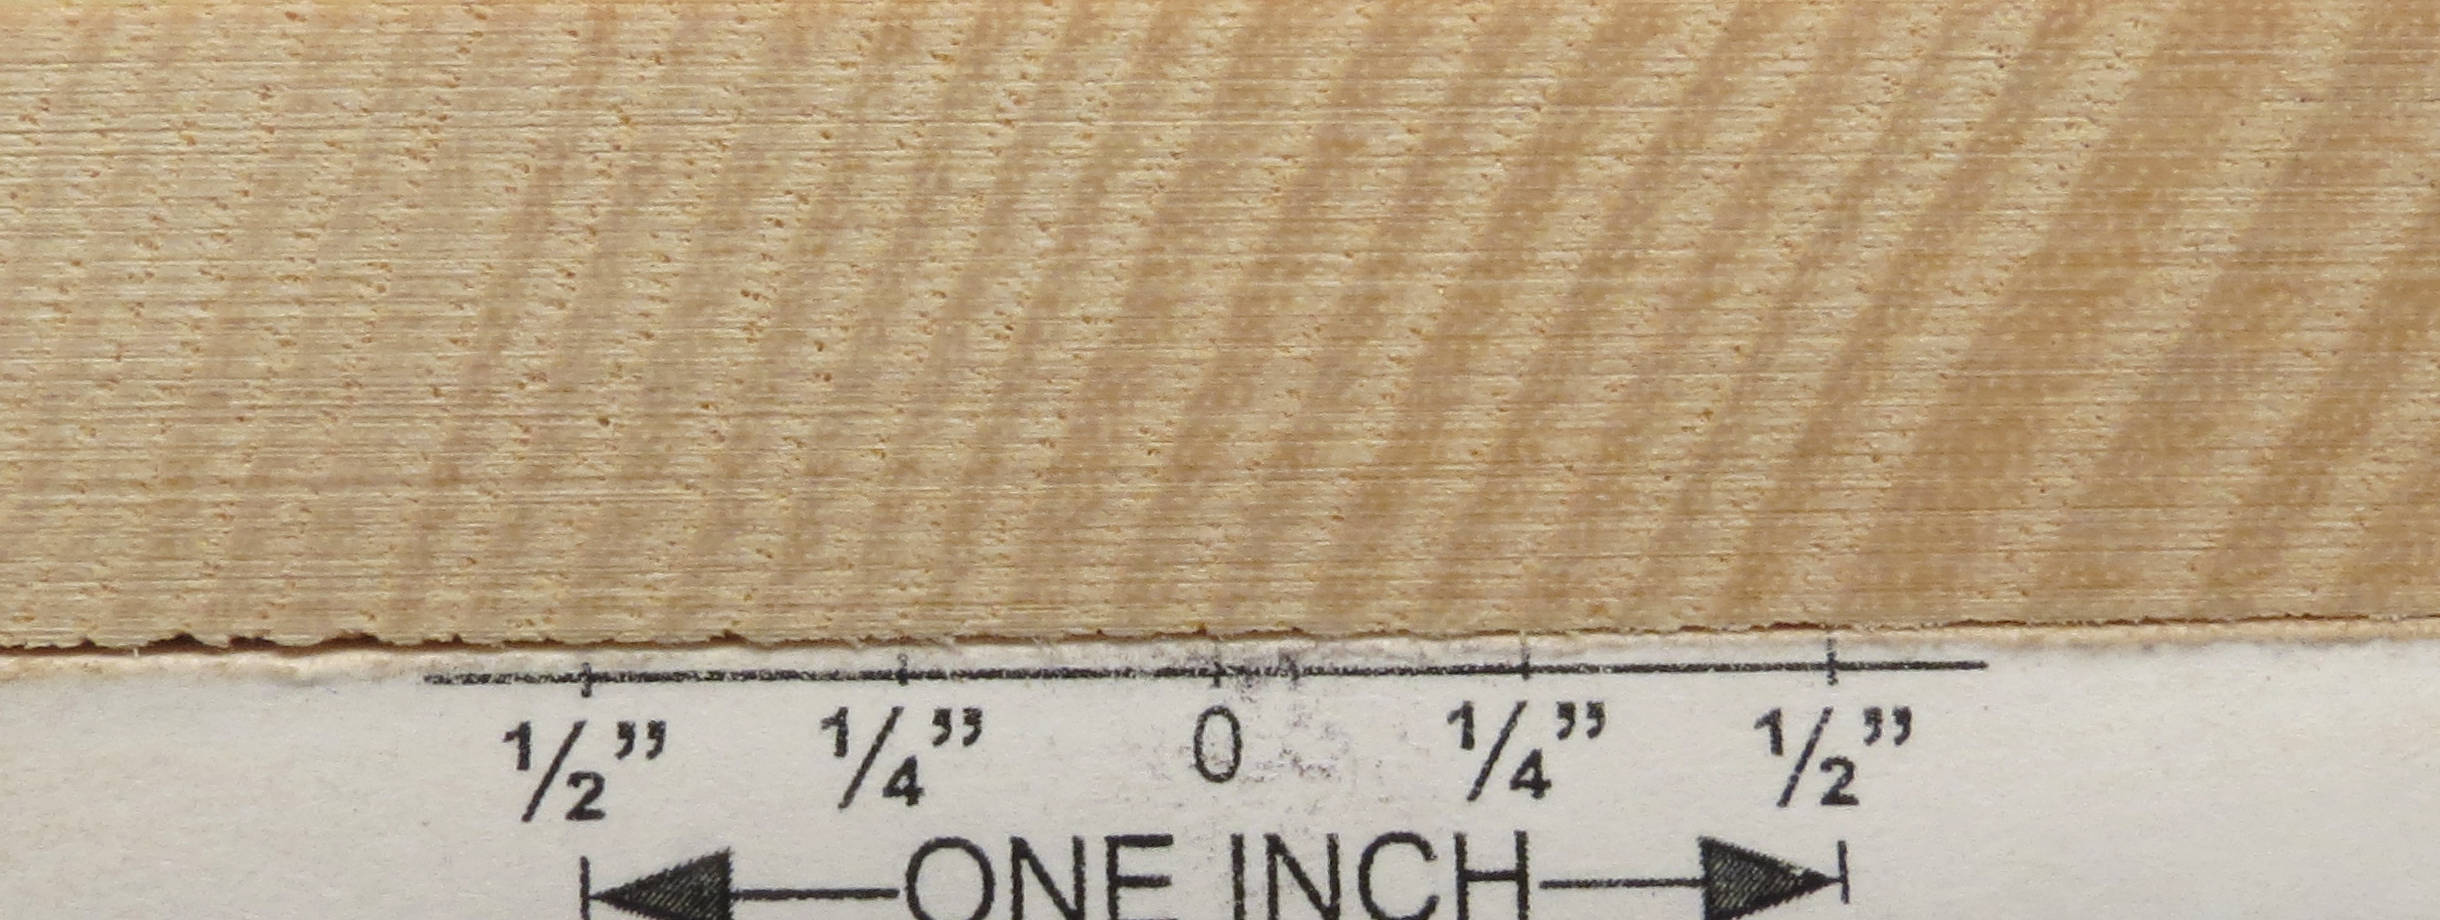 1/2” 1/4” 0 1/4” 1/2”
ONE INCH